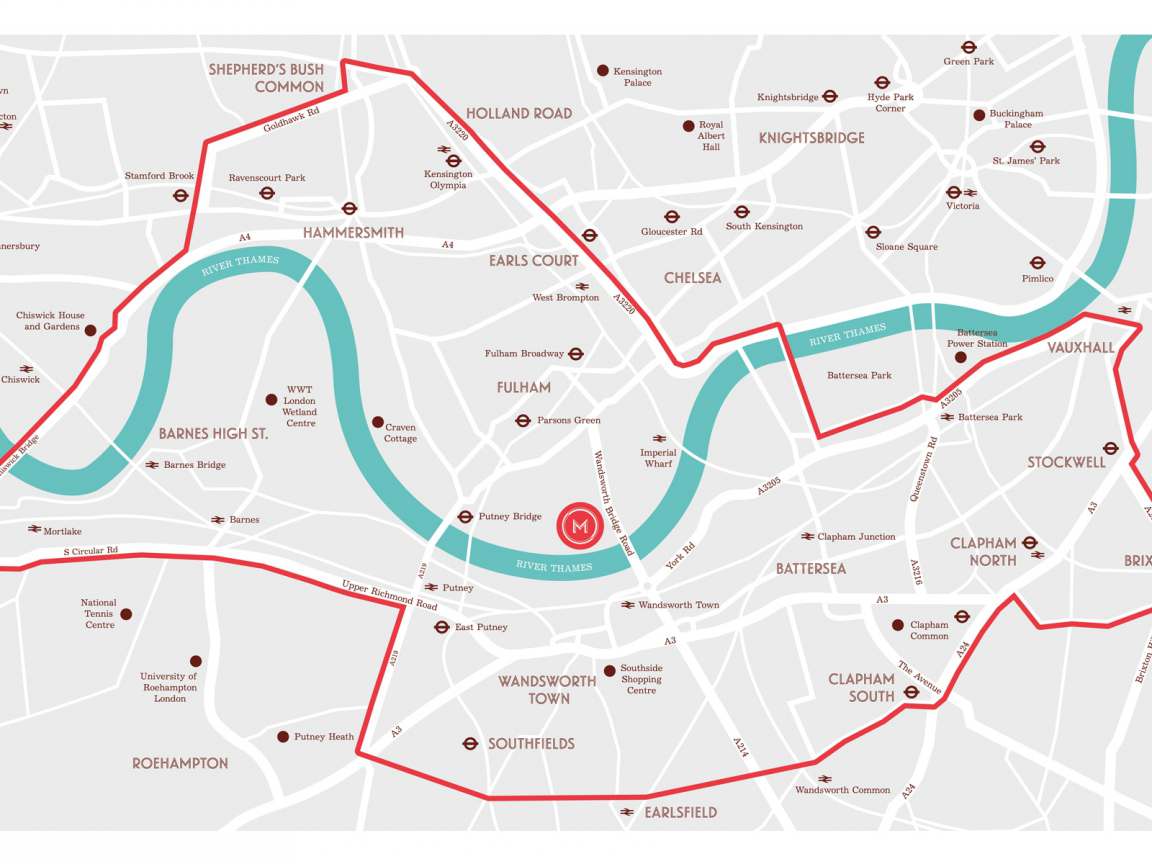 SHEPHERD'S BUSH
COMMON
Goldhawk Rd
HOLLAND ROAD
A3220
Kensington
Palace
Green Park
Knightsbridge
Hyde Park
Corner
Royal
Albert
Hall
KNIGHTSBRIDGE
Buckingham
Palace
St. James' Park
Kensington
Olympia
Stamford Brook
Ravenscourt Park
Victoria
HAMMERSMITH
A4
A4
Gloucester Rd
South Kensington
Sloane Square
nersbury
RIVER THAMES
EARLS COURT
CHELSEA
Pimlico
West Brompton
A3220
Chiswick House
and Gardens
RIVER THAMES
Battersea
Power Station
VAUXHALL
Fulham Broadway
Battersea Park
Chiswick
FULHAM
WWT
London
Wetland
Centre
A3205
Parsons Green
Battersea Park
Craven
Cottage
BARNES HIGH ST.
Imperial
Wharf
Barnes Bridge
Wandsworth Bridge Road
A3205
Queenstown Rd
STOCKWELL
hiswick Bridge
Mortlake
Barnes
Putney Bridge
M
A3
Clapham Junction
CLAPHAM
NORTH
S Circular Rd
RIVER THAMES
York Rd
BATTERSEA
A3216
BRIX
A219
Upper Richmond Road
Putney
Wandsworth Town
A3
National
Tennis
Centre
East Putney
A3
Clapham
Common
A24
A219
University of
Roehampton
London
WANDSWORTH
TOWN
Southside
Shopping
Centre
The Avenue
CLAPHAM
SOUTH
Brixton H
A3
Putney Heath
SOUTHFIELDS
A214
ROEHAMPTON
Wandsworth Common
A24
EARLSFIELD